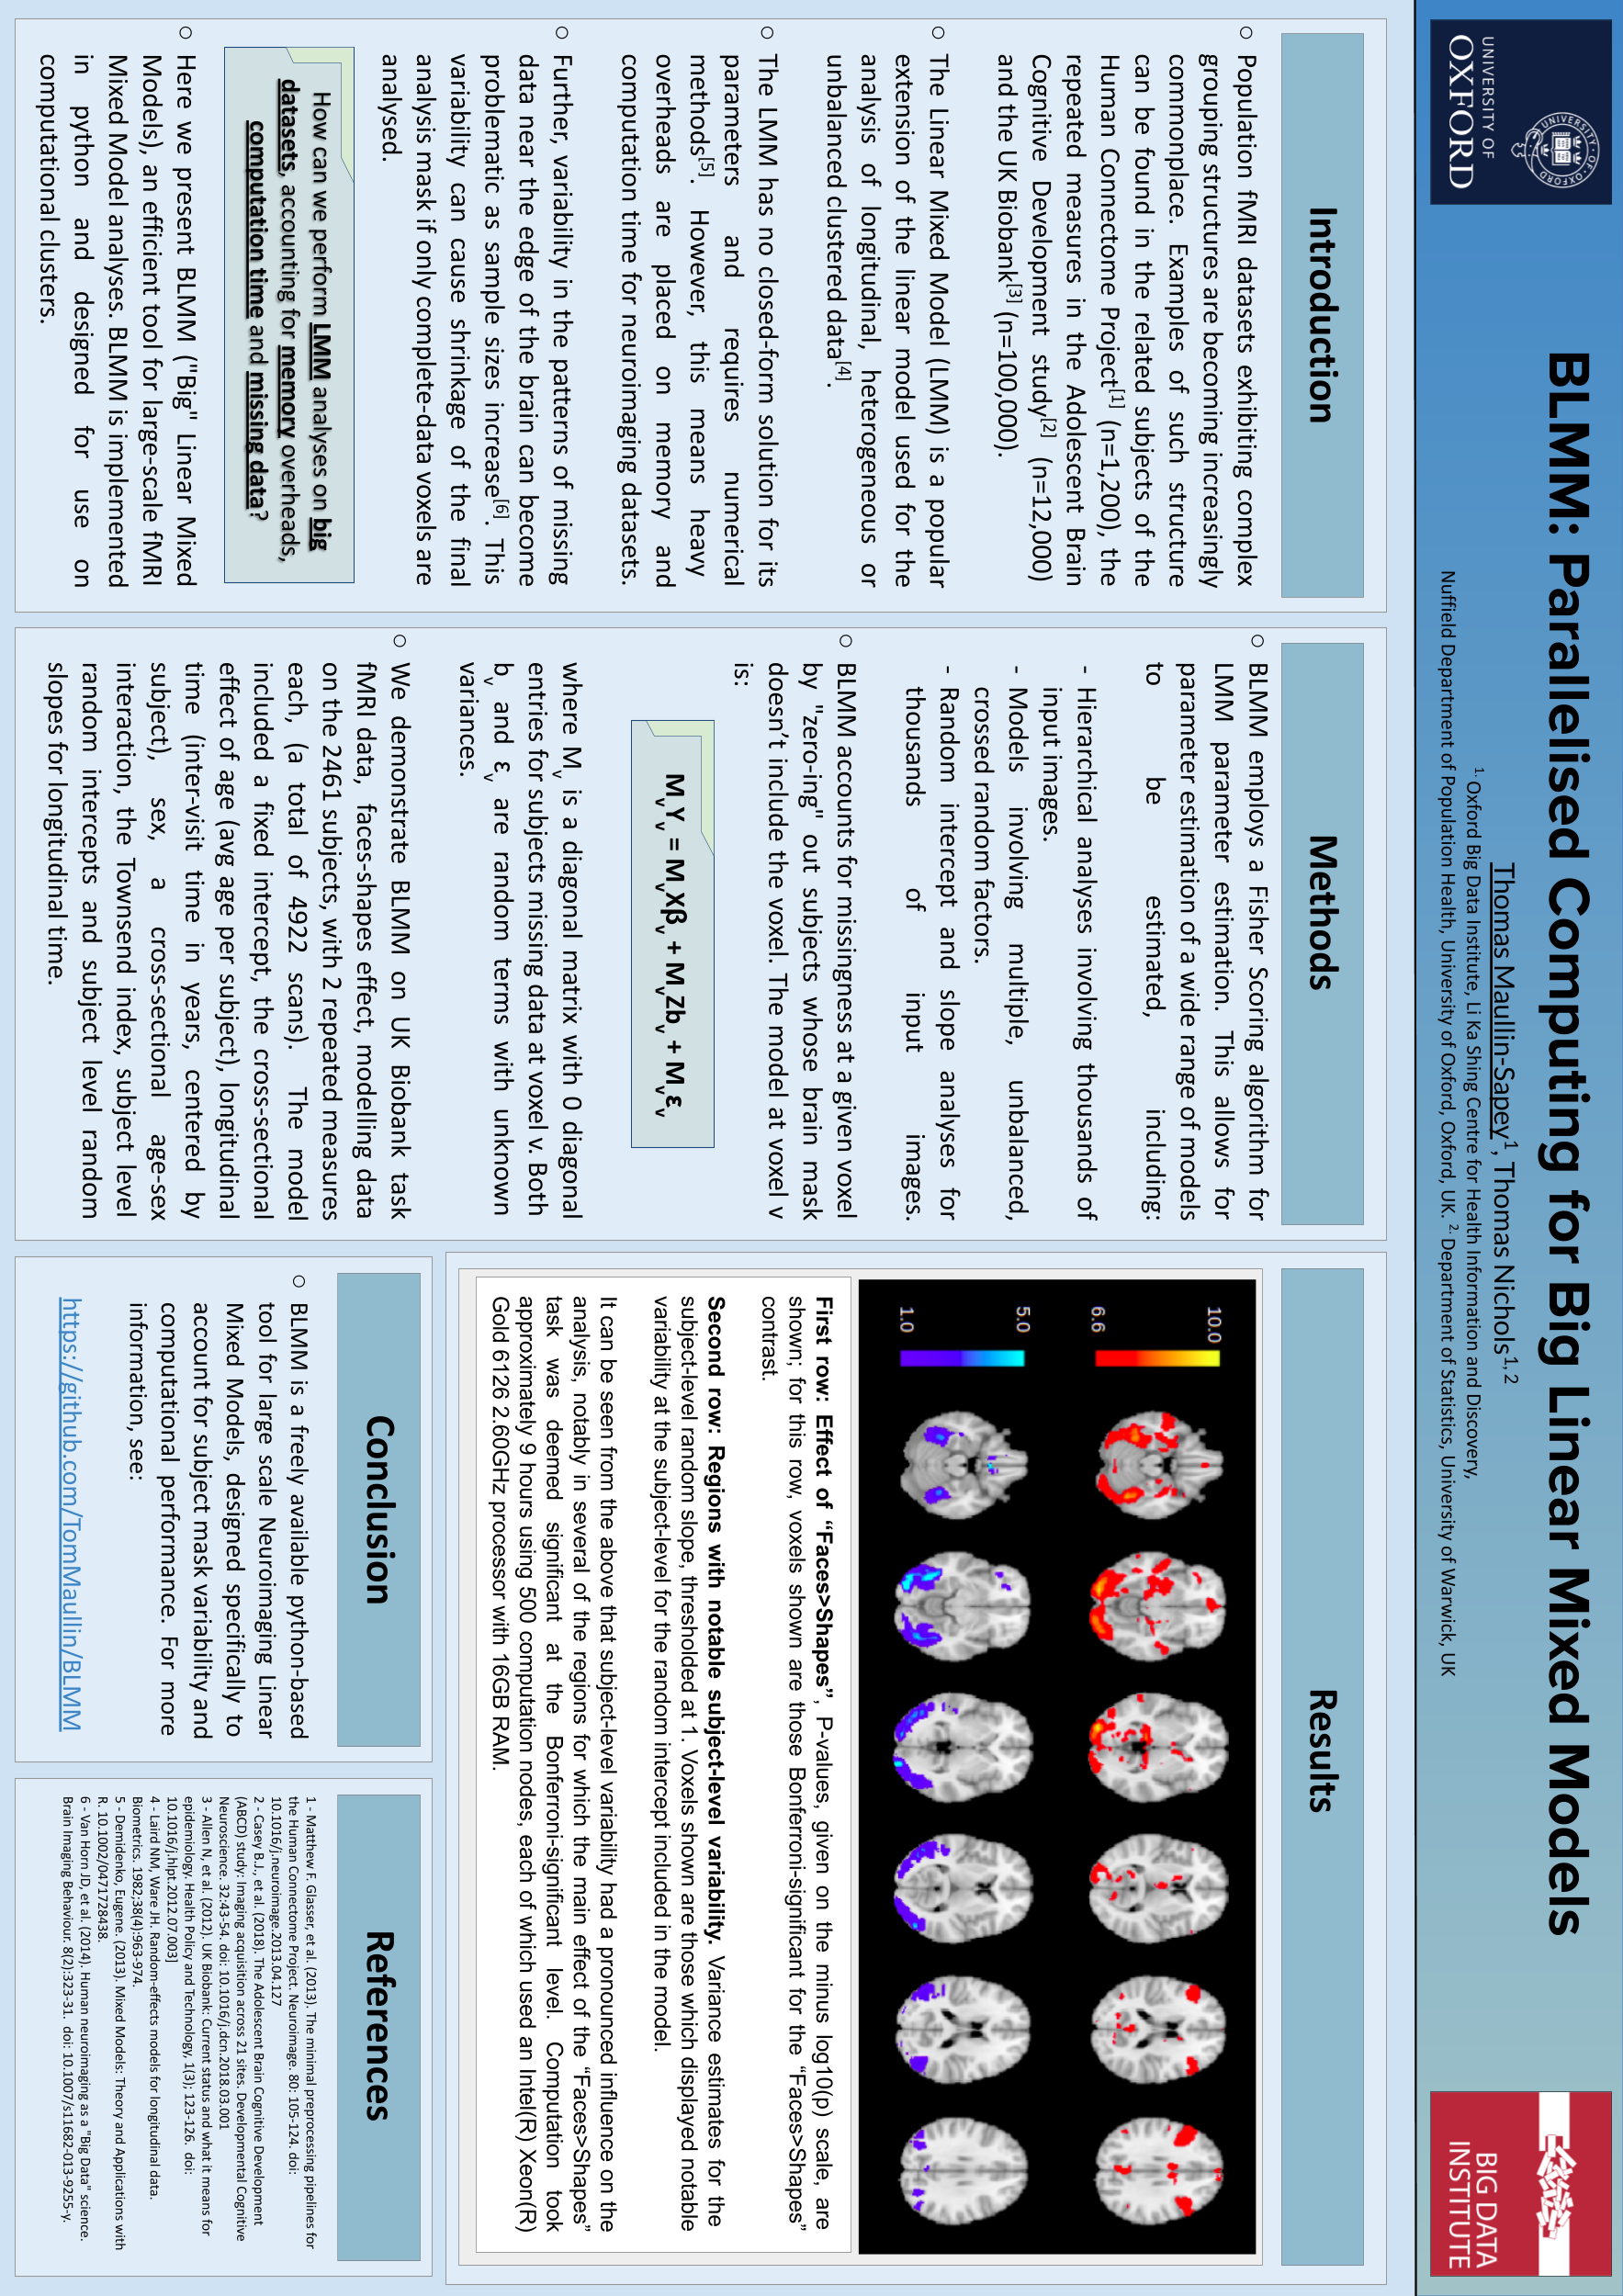 UNIVERSITY OF
OXFORD
BLMM: Parallelised Computing for Big Linear Mixed Models
Thomas Maullin-Sapey1, Thomas Nichols1, 2
1. Oxford Big Data Institute, Li Ka Shing Centre for Health Information and Discovery,
Nuffield Department of Population Health, University of Oxford, Oxford, UK. 2. Department of Statistics, University of Warwick, UK
BIG DATA
INSTITUTE
Introduction
○ Population fMRI datasets exhibiting complex
grouping structures are becoming increasingly
commonplace. Examples of such structure
can be found in the related subjects of the
Human Connectome Project[1] (n=1,200), the
repeated measures in the Adolescent Brain
Cognitive Development study[2] (n=12,000)
and the UK Biobank[3] (n=100,000).
○ The Linear Mixed Model (LMM) is a popular
extension of the linear model used for the
analysis of longitudinal, heterogeneous or
unbalanced clustered data[4].
○ The LMM has no closed-form solution for its
parameters and requires numerical
methods[5]. However, this means heavy
overheads are placed on memory and
computation time for neuroimaging datasets.
○ Further, variability in the patterns of missing
data near the edge of the brain can become
problematic as sample sizes increase[6]. This
variability can cause shrinkage of the final
analysis mask if only complete-data voxels are
analysed.
How can we perform LMM analyses on big
datasets, accounting for memory overheads,
computation time and missing data?
○ Here we present BLMM ("Big" Linear Mixed
Models), an efficient tool for large-scale fMRI
Mixed Model analyses. BLMM is implemented
in python and designed for use on
computational clusters.
Methods
○ BLMM employs a Fisher Scoring algorithm for
LMM parameter estimation. This allows for
parameter estimation of a wide range of models
to be estimated, including:
- Hierarchical analyses involving thousands of
input images.
- Models involving multiple, unbalanced,
crossed random factors.
- Random intercept and slope analyses for
thousands of input images.
○ BLMM accounts for missingness at a given voxel
by "zero-ing" out subjects whose brain mask
doesn't include the voxel. The model at voxel v
is:
MvYv = MvXβv + MvZbv + Mvεv
where Mv is a diagonal matrix with 0 diagonal
entries for subjects missing data at voxel v. Both
bv and εv are random terms with unknown
variances.
○ We demonstrate BLMM on UK Biobank task
fMRI data, faces-shapes effect, modelling data
on the 2461 subjects, with 2 repeated measures
each, (a total of 4922 scans). The model
included a fixed intercept, the cross-sectional
effect of age (avg age per subject), longitudinal
time (inter-visit time in years, centered by
subject), sex, a cross-sectional age-sex
interaction, the Townsend index, subject level
random intercepts and subject level random
slopes for longitudinal time.
Results
10.0
6.6
5.0
1.0
First row: Effect of “Faces>Shapes”, P-values, given on the minus log10(p) scale, are
shown; for this row, voxels shown are those Bonferroni-significant for the “Faces>Shapes”
contrast.
Second row: Regions with notable subject-level variability. Variance estimates for the
subject-level random slope, thresholded at 1. Voxels shown are those which displayed notable
variability at the subject-level for the random intercept included in the model.
It can be seen from the above that subject-level variability had a pronounced influence on the
analysis, notably in several of the regions for which the main effect of the “Faces>Shapes”
task was deemed significant at the Bonferroni-significant level. Computation took
approximately 9 hours using 500 computation nodes, each of which used an Intel(R) Xeon(R)
Gold 6126 2.60GHz processor with 16GB RAM.
Conclusion
○ BLMM is a freely available python-based
tool for large scale Neuroimaging Linear
Mixed Models, designed specifically to
account for subject mask variability and
computational performance. For more
information, see:
https://github.com/TomMaullin/BLMM
References
1 - Matthew F. Glasser, et al. (2013). The minimal preprocessing pipelines for
the Human Connectome Project. Neuroimage. 80: 105-124. doi:
10.1016/j.neuroimage.2013.04.127
2 - Casey B.J., et al. (2018). The Adolescent Brain Cognitive Development
(ABCD) study: Imaging acquisition across 21 sites. Developmental Cognitive
Neuroscience. 32:43-54. doi: 10.1016/j.dcn.2018.03.001
3 - Allen N, et al. (2012). UK Biobank: Current status and what it means for
epidemiology. Health Policy and Technology, 1(3); 123-126. doi:
10.1016/j.hlpt.2012.07.003]
4 - Laird NM, Ware JH. Random-effects models for longitudinal data.
Biometrics. 1982;38(4):963-974.
5 - Demidenko, Eugene. (2013). Mixed Models: Theory and Applications with
R. 10.1002/0471728438.
6 - Van Horn JD, et al. (2014). Human neuroimaging as a "Big Data" science.
Brain Imaging Behaviour. 8(2):323-31. doi: 10.1007/s11682-013-9255-y.